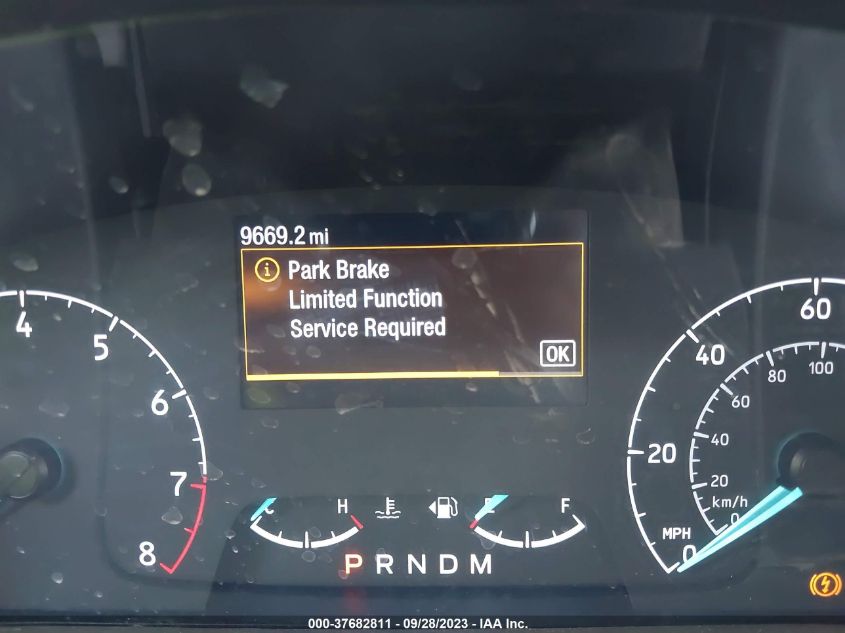 9669.2 mi
i Park Brake
Limited Function
Service Required
OK
4
5
6
7
8
C H
E F
P R N D M
0
20
40
60
MPH
0
20
40
60
80
100
km/h
000-37682811 - 09/28/2023 - IAA Inc.